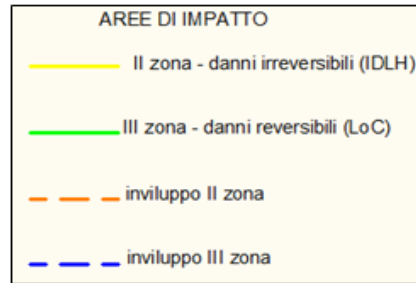 AREE DI IMPATTO
II zona - danni irreversibili (IDLH)
III zona - danni reversibili (LoC)
inviluppo II zona
inviluppo III zona